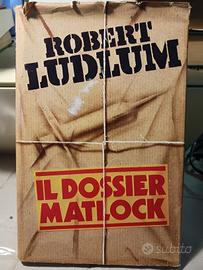 ROBERT
LUDLUM
IL DOSSIER
MATLOCK
subito